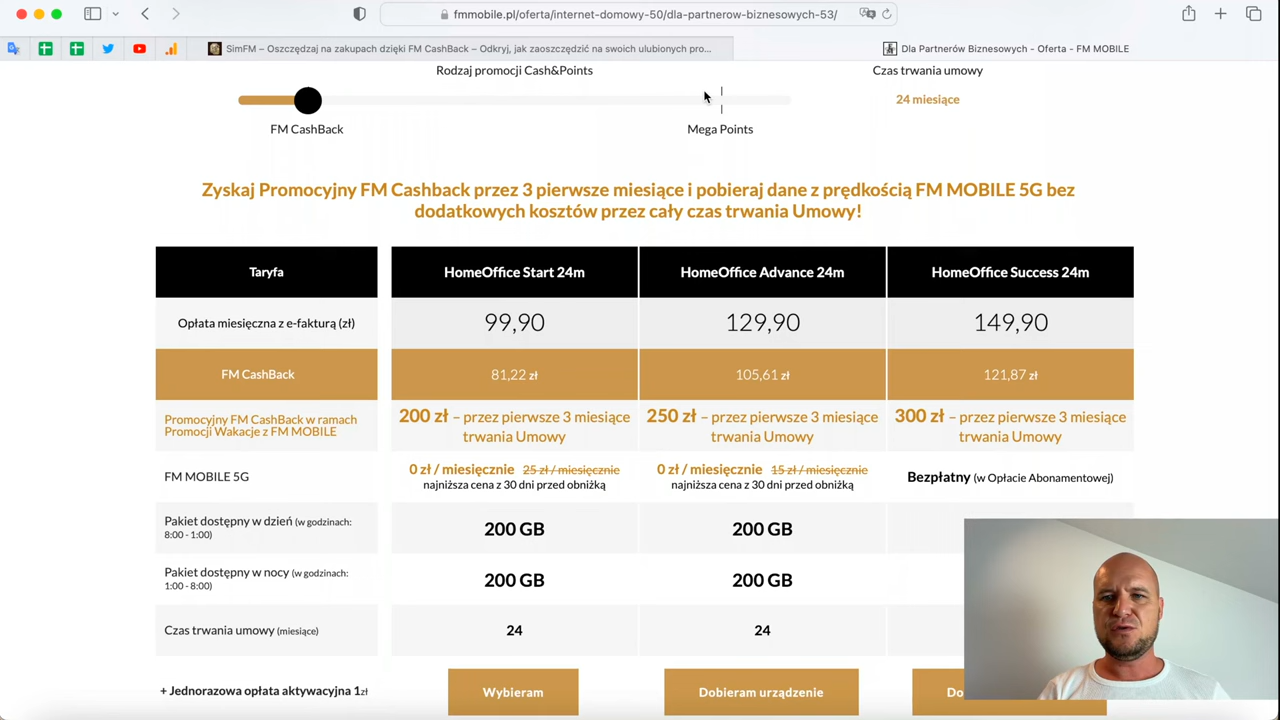 fmmobile.pl/oferta/internet-domowy-50/dla-partnerow-biznesowych-53/
SimFM – Oszczędzaj na zakupach dzięki FM CashBack – Odkryj, jak zaoszczędzić na swoich ulubionych pro...
Dla Partnerów Biznesowych - Oferta - FM MOBILE
Rodzaj promocji Cash&Points
Czas trwania umowy
24 miesiące
FM CashBack
Mega Points
Zyskaj Promocyjny FM Cashback przez 3 pierwsze miesiące i pobieraj dane z prędkością FM MOBILE 5G bez
dodatkowych kosztów przez cały czas trwania Umowy!
Taryfa
HomeOffice Start 24m
HomeOffice Advance 24m
HomeOffice Success 24m
Opłata miesięczna z e-fakturą (zł)
99,90
129,90
149,90
FM CashBack
81,22 zł
105,61 zł
121,87 zł
Promocyjny FM CashBack w ramach
Promocji Wakacje z FM MOBILE
200 zł – przez pierwsze 3 miesiące
trwania Umowy
250 zł – przez pierwsze 3 miesiące
trwania Umowy
300 zł – przez pierwsze 3 miesiące
trwania Umowy
FM MOBILE 5G
0 zł / miesięcznie 25 zł / miesięcznie
najniższa cena z 30 dni przed obniżką
0 zł / miesięcznie 15 zł / miesięcznie
najniższa cena z 30 dni przed obniżką
Bezpłatny (w Opłacie Abonamentowej)
Pakiet dostępny w dzień (w godzinach:
8:00 - 1:00)
200 GB
200 GB
Pakiet dostępny w nocy (w godzinach:
1:00 - 8:00)
200 GB
200 GB
Czas trwania umowy (miesiące)
24
24
+ Jednorazowa opłata aktywacyjna 1zł
Wybieram
Dobieram urządzenie